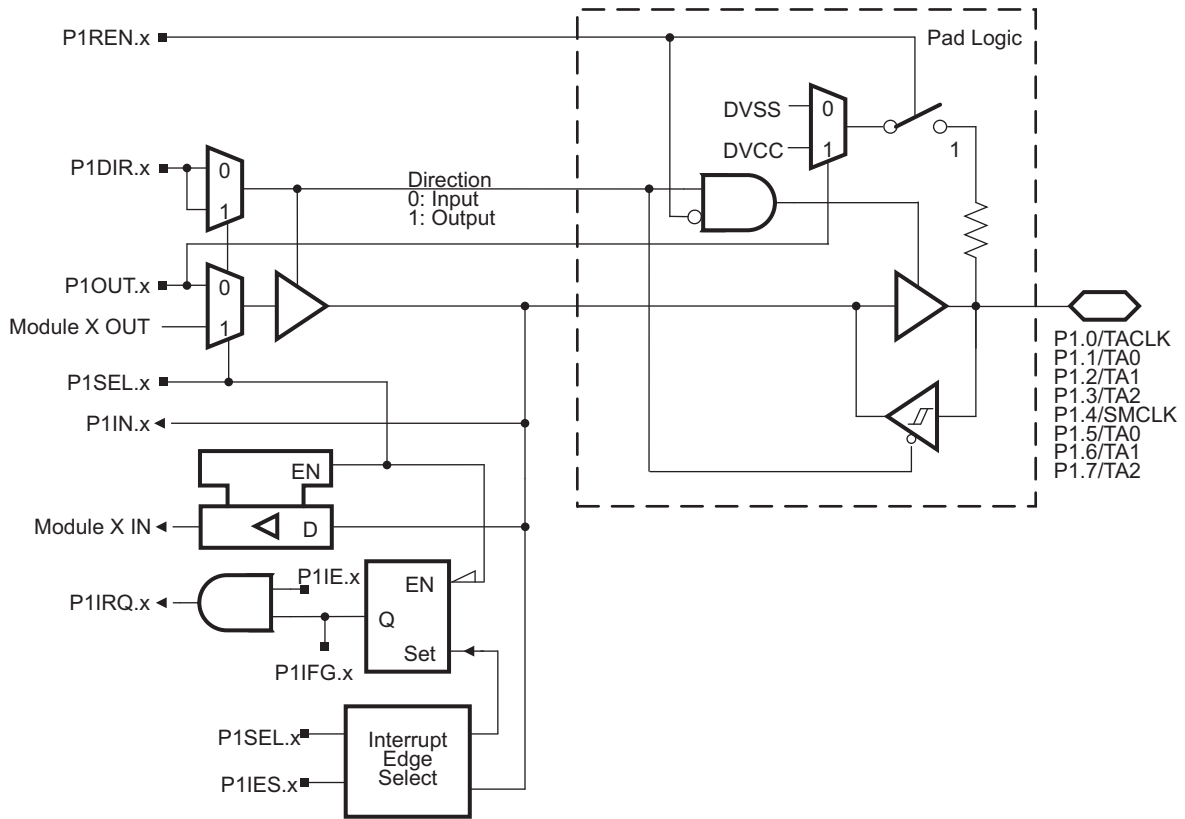 P1REN.x
Pad Logic
DVSS
0
DVCC
1
1
P1DIR.x
0
1
Direction
0: Input
1: Output
P1OUT.x
0
Module X OUT
1
P1SEL.x
P1IN.x
EN
Module X IN
D
P1IE.x
EN
P1IRQ.x
Q
Set
P1IFG.x
P1SEL.x
Interrupt
Edge
Select
P1IES.x
P1.0/TACLK
P1.1/TA0
P1.2/TA1
P1.3/TA2
P1.4/SMCLK
P1.5/TA0
P1.6/TA1
P1.7/TA2